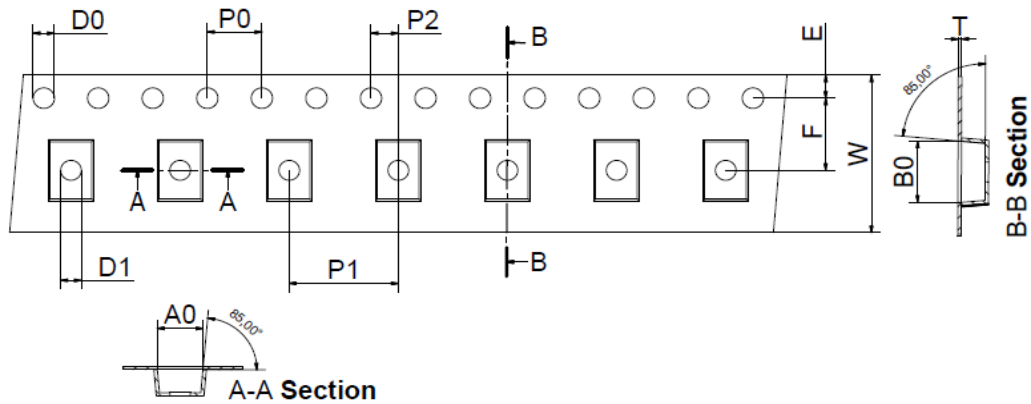 D0 P0 P2 B E T
85,00°
F W B0
A A
B-B Section
D1 P1 B
A0 85,00°
A-A Section